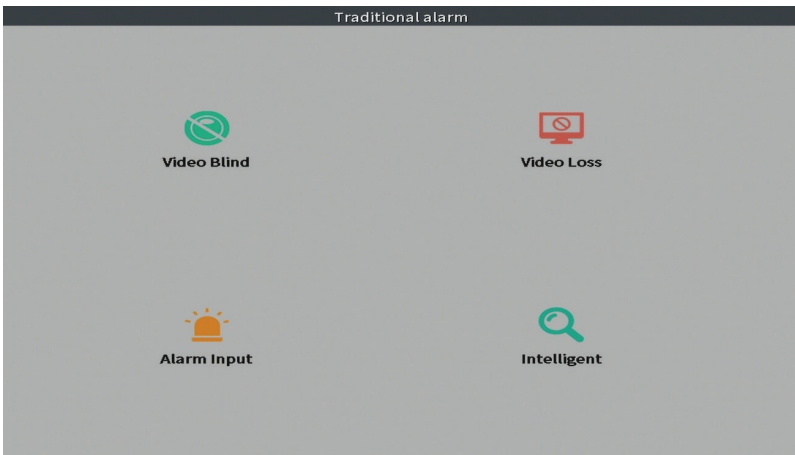 Traditional alarm
Video Blind
Video Loss
Alarm Input
Intelligent